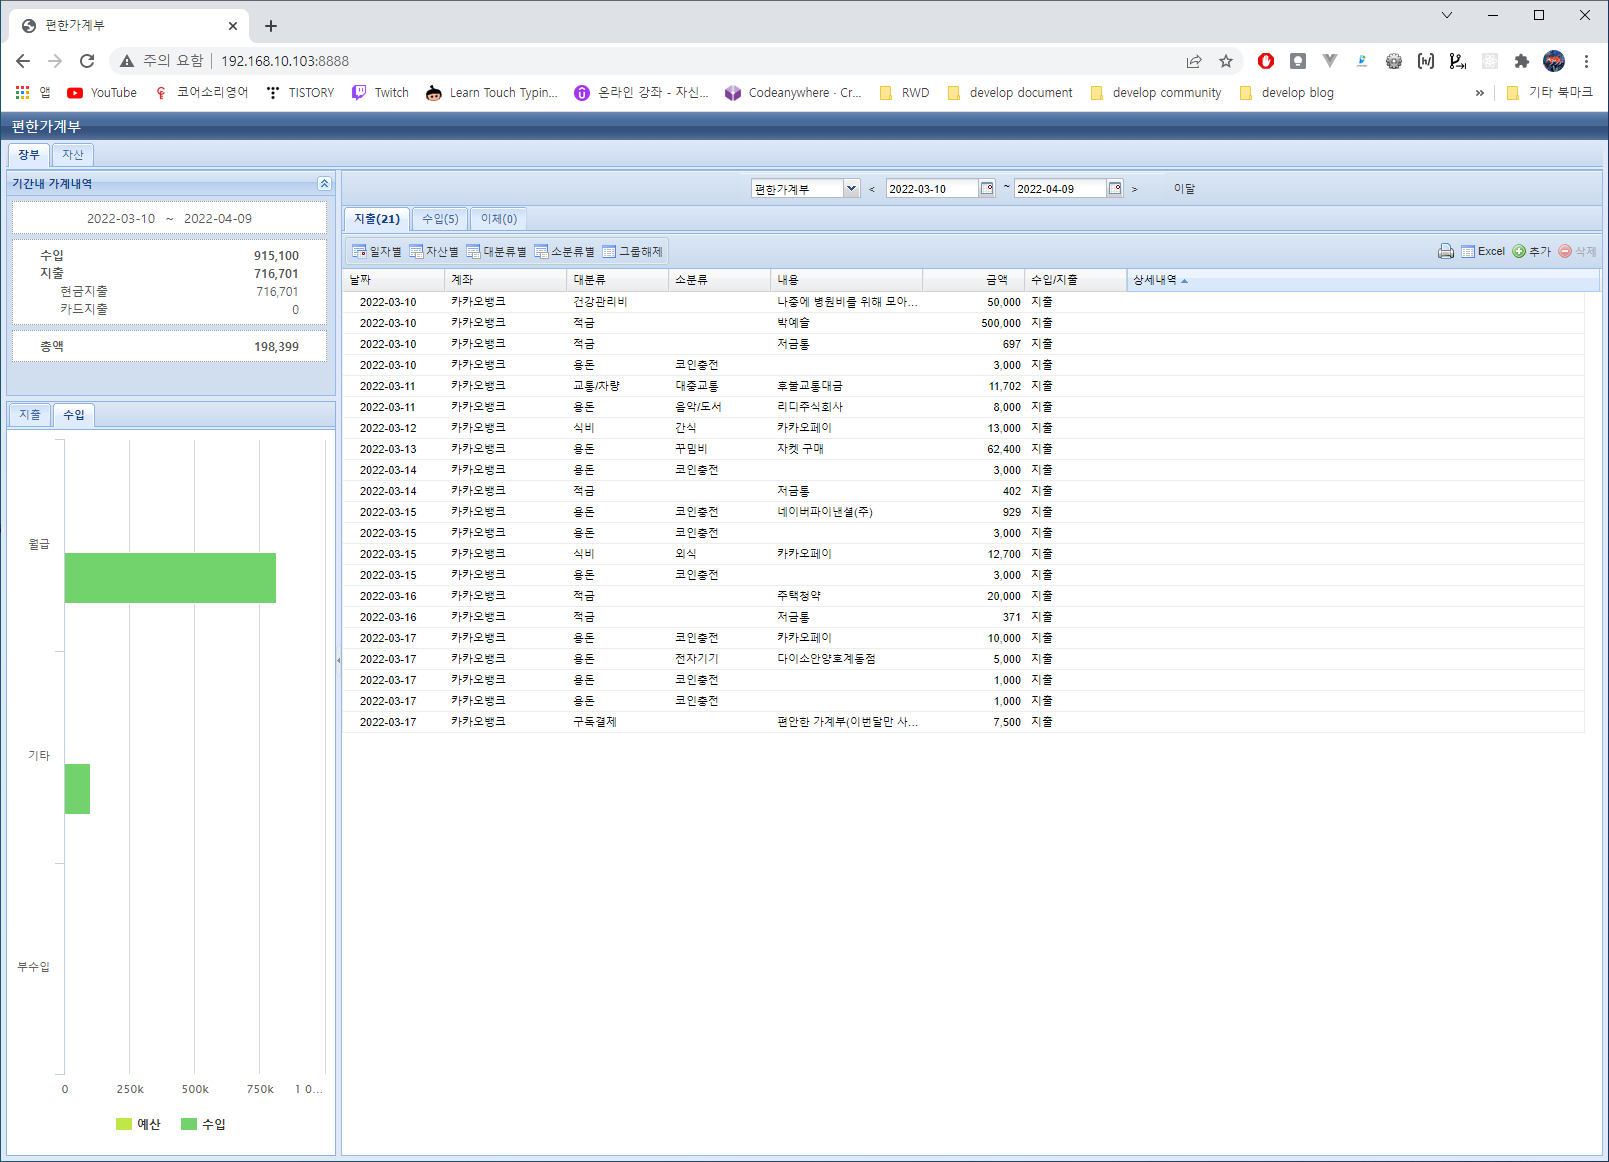 편한가계부
주의 요함 192.168.10.103:8888
앱 YouTube 코어소리영어 TISTORY Twitch Learn Touch Typin... 온라인 강좌 - 자신... Codeanywhere · Cr... RWD develop document develop community develop blog » 기타 북마크
편한가계부
장부 자산
기간내 가계내역
2022-03-10 ~ 2022-04-09
수입 915,100
지출 716,701
현금지출 716,701
카드지출 0
총액 198,399
지출 수입
월급
기타
부수입
0 250k 500k 750k 1 0...
예산 수입
편한가계부 < 2022-03-10 ~ 2022-04-09 > 이달
지출(21) 수입(5) 이체(0)
일자별 자산별 대분류별 소분류별 그룹해제 Excel 추가 삭제
날짜 계좌 대분류 소분류 내용 금액 수입/지출 상세내역
2022-03-10 카카오뱅크 건강관리비 나중에 병원비를 위해 모아... 50,000 지출
2022-03-10 카카오뱅크 적금 박예슬 500,000 지출
2022-03-10 카카오뱅크 적금 저금통 697 지출
2022-03-10 카카오뱅크 용돈 코인충전 3,000 지출
2022-03-11 카카오뱅크 교통/차량 대중교통 후불교통대금 11,702 지출
2022-03-11 카카오뱅크 용돈 음악/도서 리디주식회사 8,000 지출
2022-03-12 카카오뱅크 식비 간식 카카오페이 13,000 지출
2022-03-13 카카오뱅크 용돈 꾸밈비 자켓 구매 62,400 지출
2022-03-14 카카오뱅크 용돈 코인충전 3,000 지출
2022-03-14 카카오뱅크 적금 저금통 402 지출
2022-03-15 카카오뱅크 용돈 코인충전 네이버파이낸셜(주) 929 지출
2022-03-15 카카오뱅크 용돈 코인충전 3,000 지출
2022-03-15 카카오뱅크 식비 외식 카카오페이 12,700 지출
2022-03-15 카카오뱅크 용돈 코인충전 3,000 지출
2022-03-16 카카오뱅크 적금 주택청약 20,000 지출
2022-03-16 카카오뱅크 적금 저금통 371 지출
2022-03-17 카카오뱅크 용돈 코인충전 카카오페이 10,000 지출
2022-03-17 카카오뱅크 용돈 전자기기 다이소안양호계동점 5,000 지출
2022-03-17 카카오뱅크 용돈 코인충전 1,000 지출
2022-03-17 카카오뱅크 용돈 코인충전 1,000 지출
2022-03-17 카카오뱅크 구독결제 편안한 가계부(이번달만 사... 7,500 지출